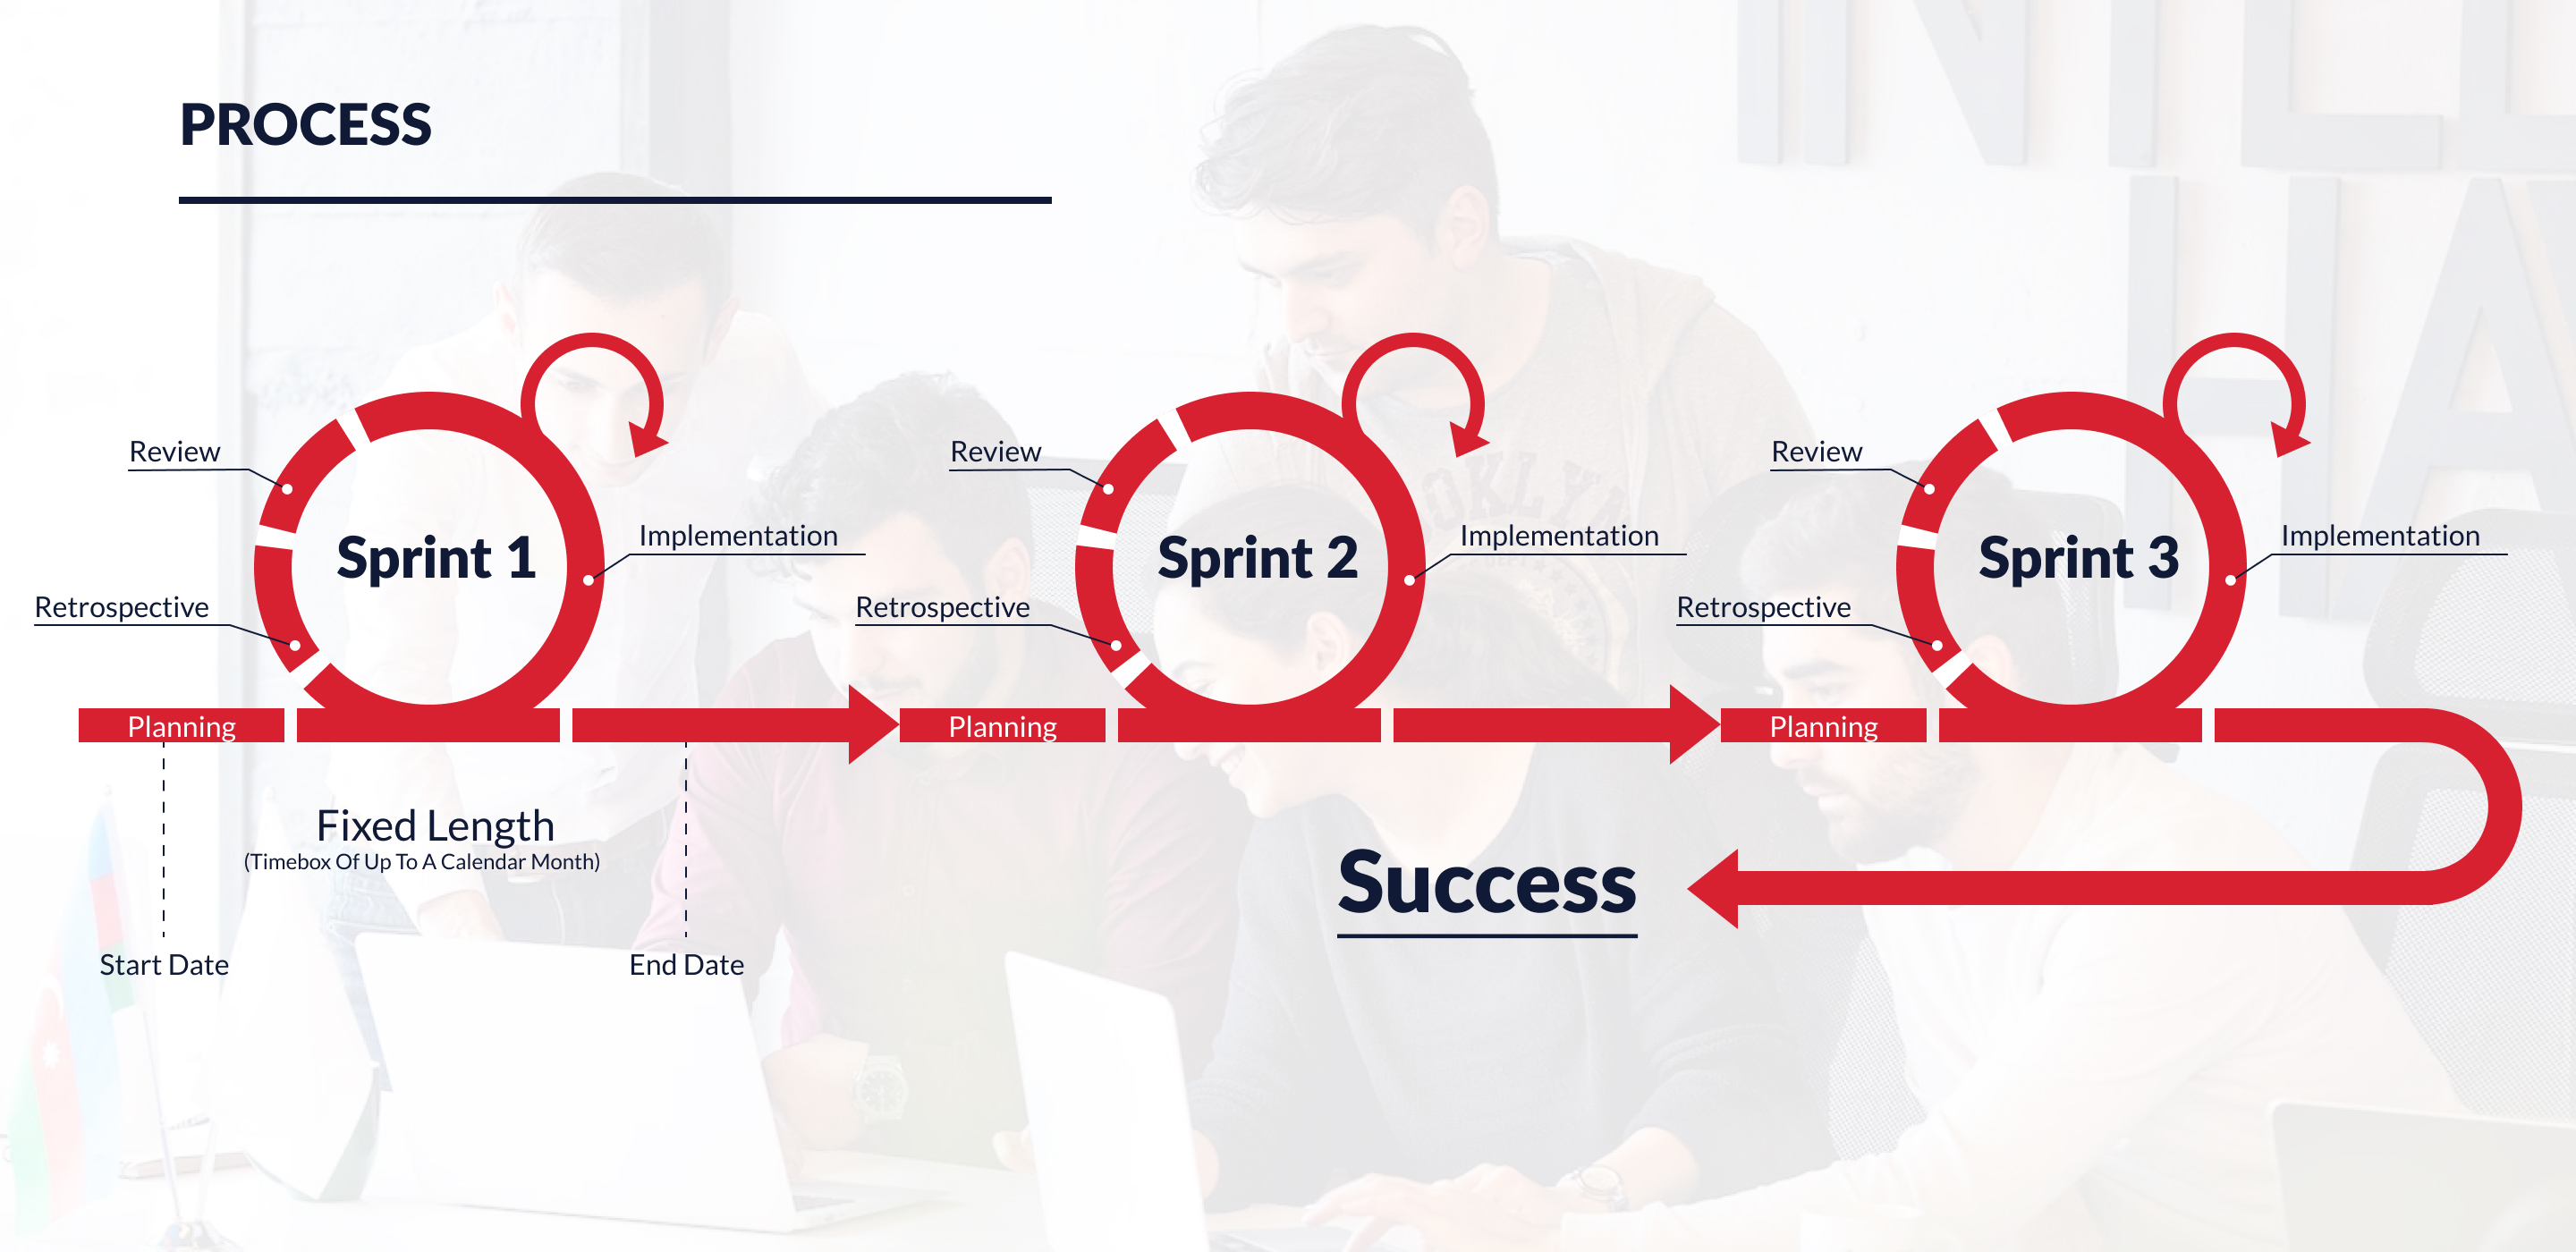 PROCESS
Review
Retrospective
Sprint 1
Implementation
Planning
Review
Retrospective
Sprint 2
Implementation
Planning
Review
Retrospective
Sprint 3
Implementation
Planning
Fixed Length
(Timebox Of Up To A Calendar Month)
Start Date
End Date
Success